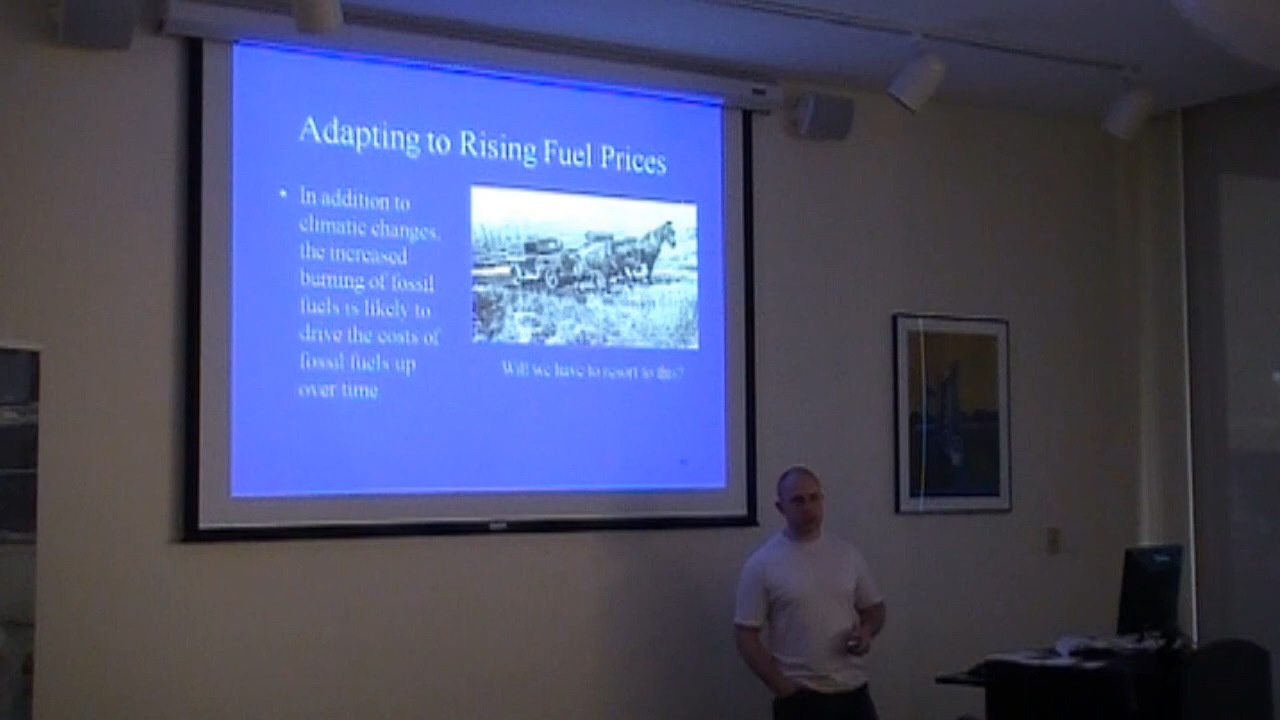 Adapting to Rising Fuel Prices
• In addition to
climatic changes,
the increased
burning of fossil
fuels is likely to
drive the costs of
fossil fuels up
over time
Will we have to resort to this?